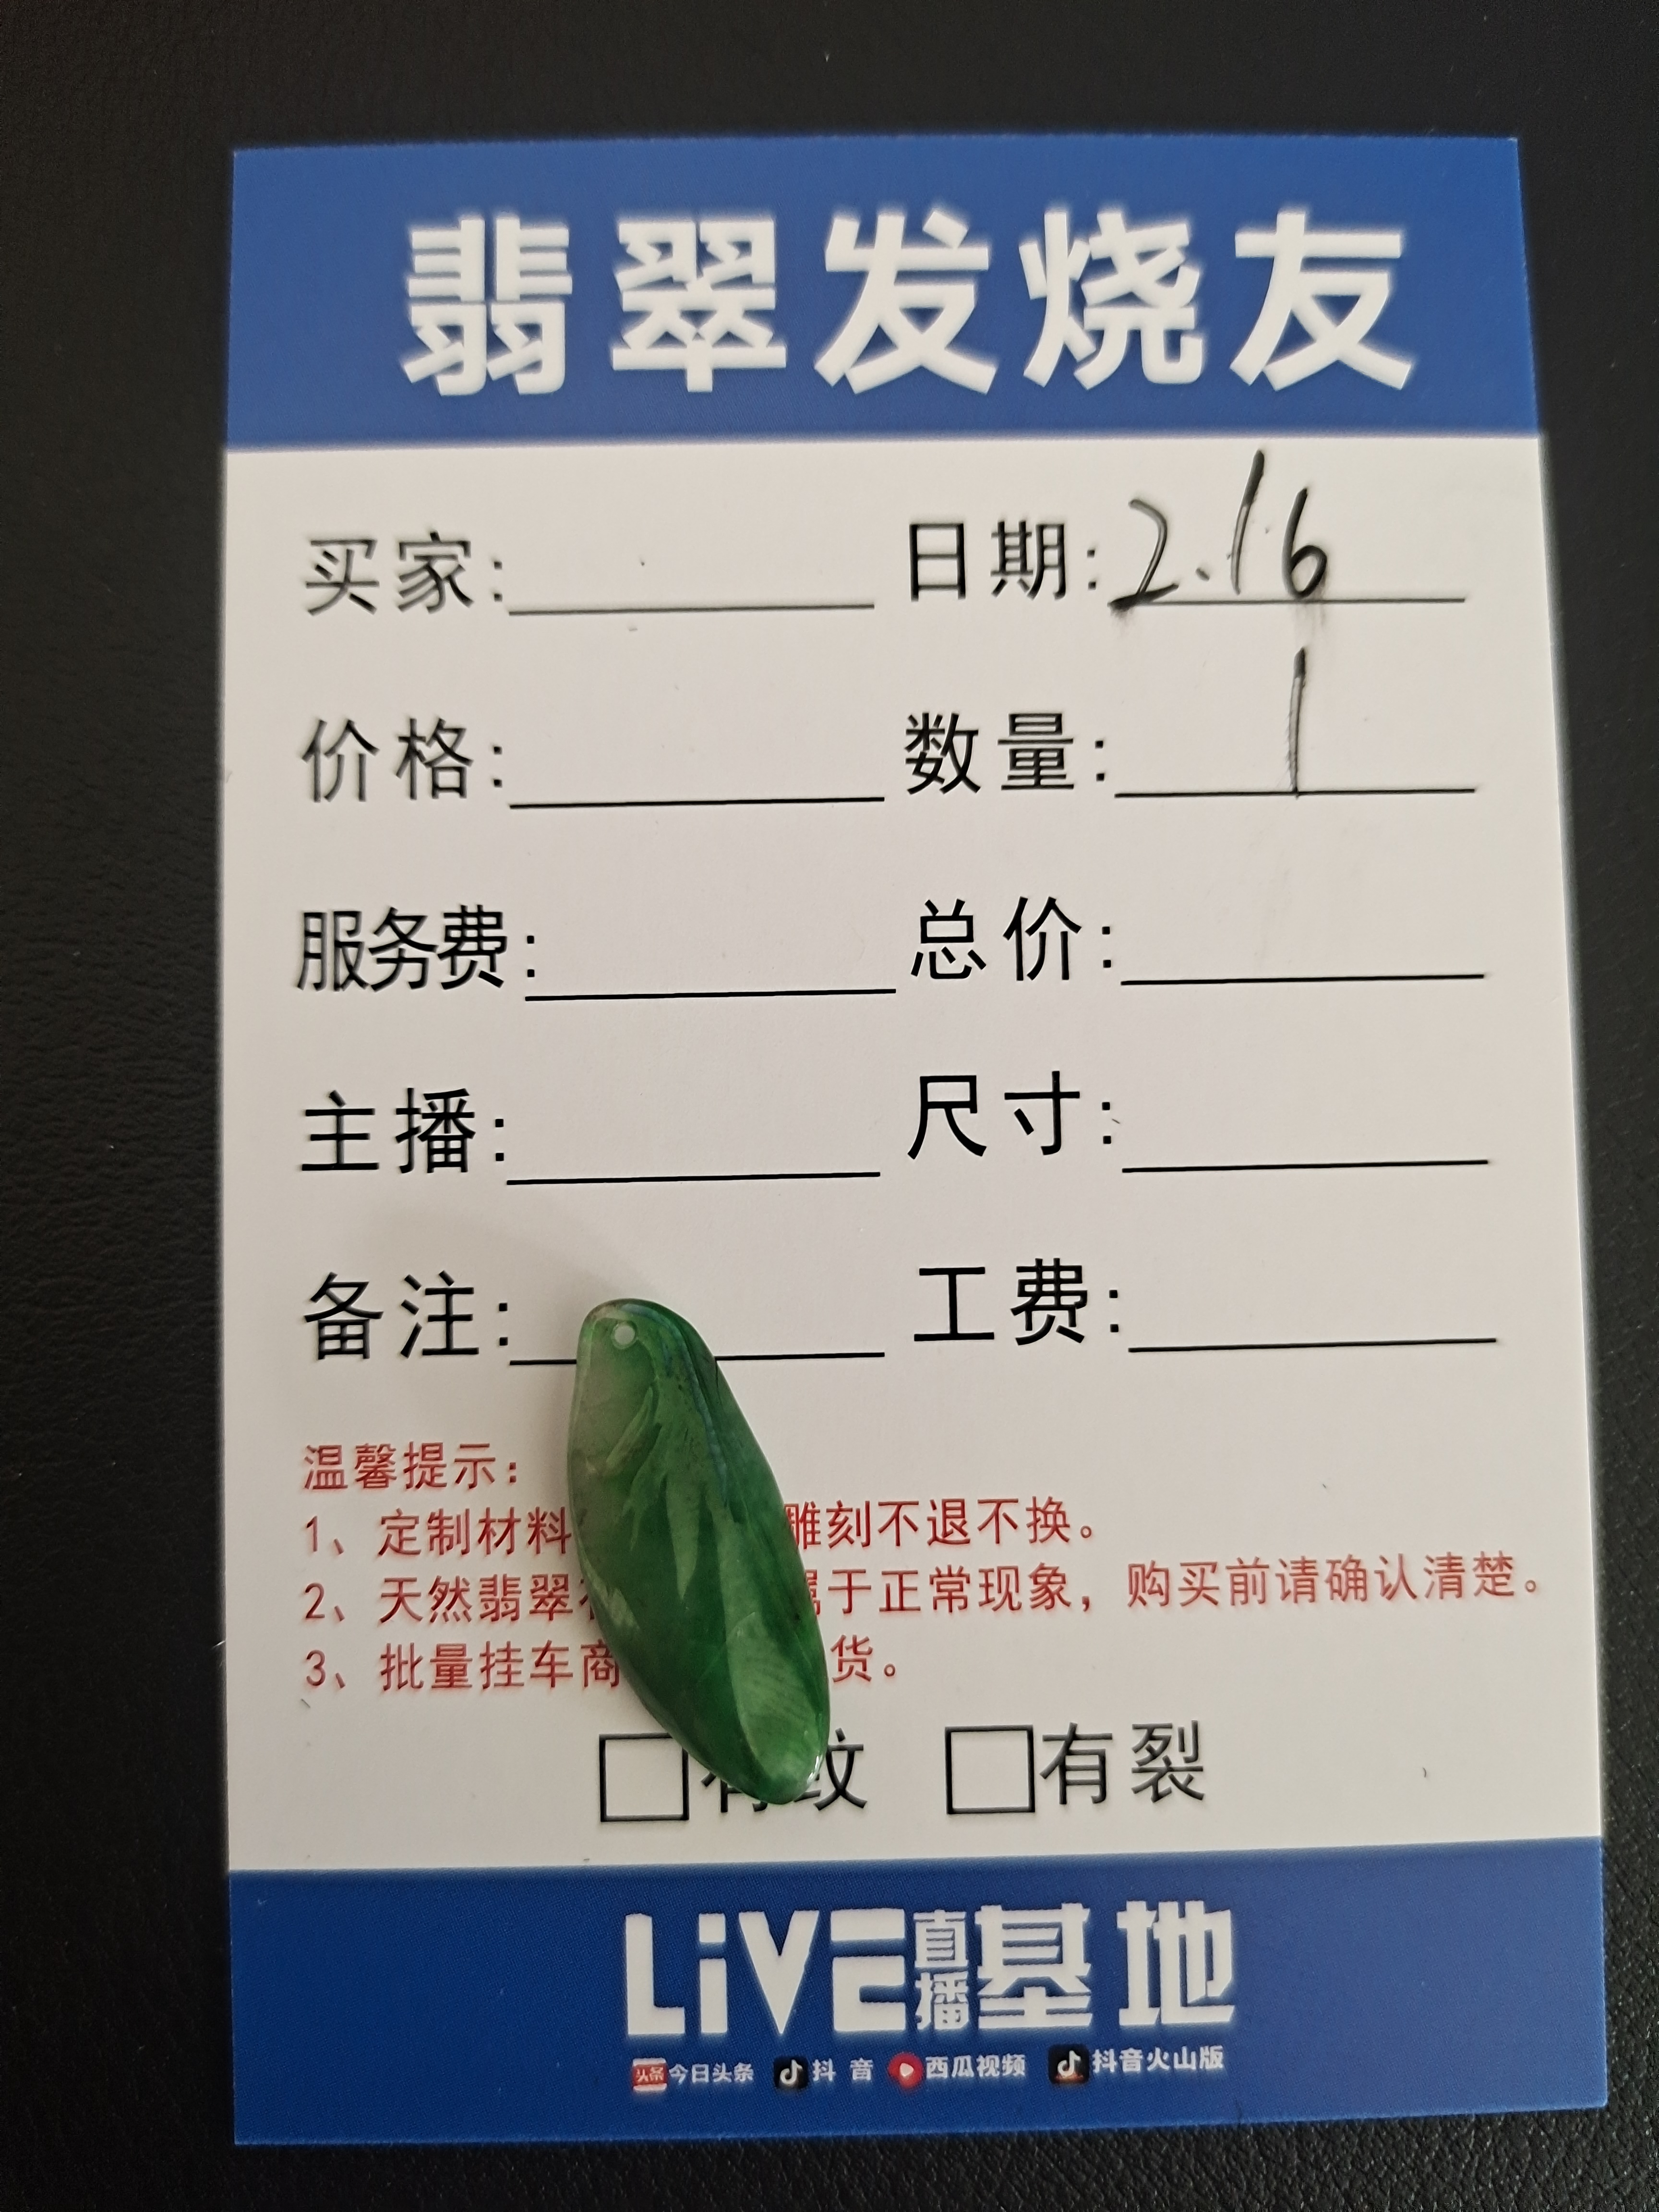 翡翠发烧友
买家: 日期: 2.16
价格: 数量: 1
服务费: 总价:
主播: 尺寸:
备注: 工费:
温馨提示:
1、定制材料 雕刻不退不换。
2、天然翡翠 属于正常现象，购买前请确认清楚。
3、批量挂车商 货。
有纹 有裂
LiVE直播基地
头条 今日头条 抖音 西瓜视频 抖音火山版